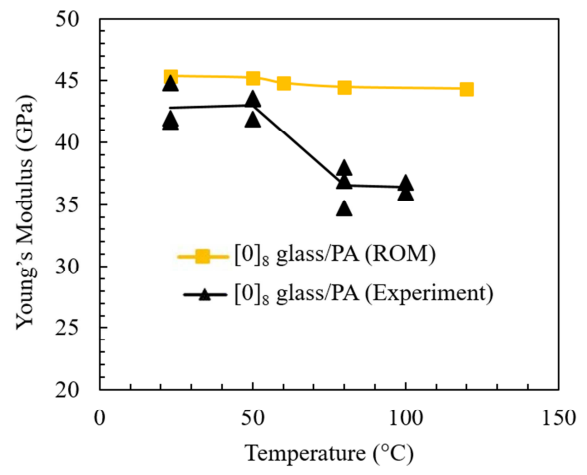 50
45
40
35
30
25
20
Young's Modulus (GPa)
[0]₈ glass/PA (ROM)
[0]₈ glass/PA (Experiment)
0 50 100 150
Temperature (°C)